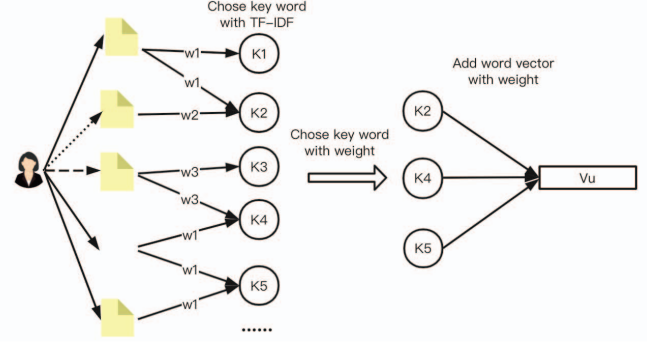 Chose key word
with TF-IDF
w1
K1
w1
w2
K2
w3
K3
w3
K4
w1
w1
K5
w1
......
Chose key word
with weight
Add word vector
with weight
K2
K4
K5
Vu